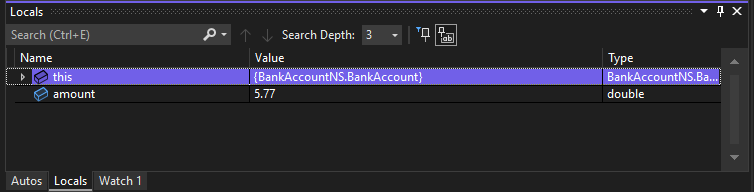 Locals
Search (Ctrl+E) Search Depth: 3
Name Value Type
this {BankAccountNS.BankAccount} BankAccountNS.Ba...
amount 5.77 double
Autos Locals Watch 1